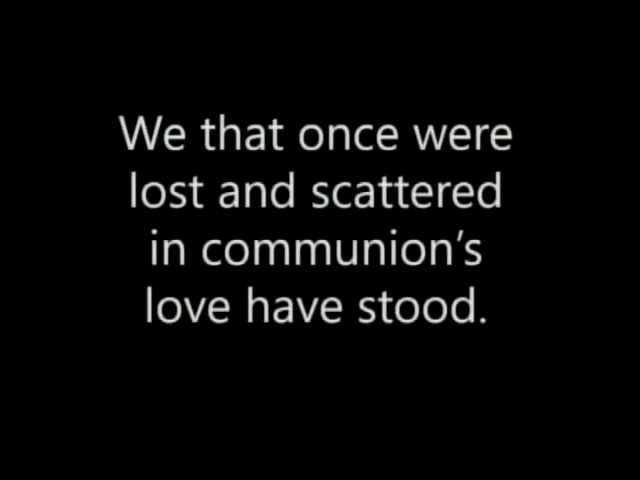 We that once were
lost and scattered
in communion’s
love have stood.